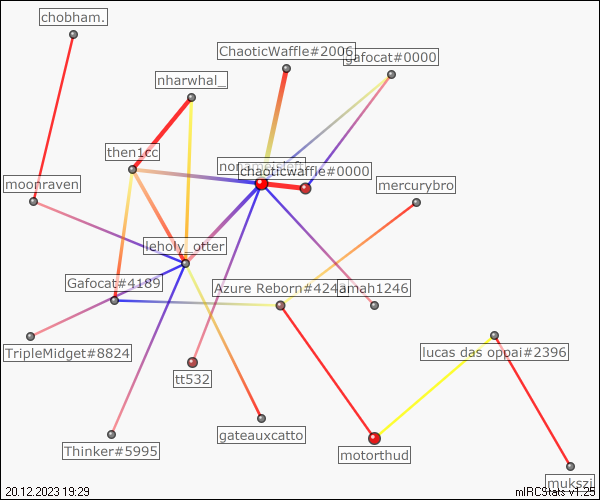 chobham.
ChaoticWaffle#2006
gafocat#0000
nharwhal_
then1cc
chaoticwaffle#0000
moonraven
mercurybro
leholy_otter
Gafocat#4189
Azure Reborn#424
amah1246
TripleMidget#8824
lucas das oppai#2396
tt532
gateauxcatto
Thinker#5995
motorthud
mukszi
20.12.2023 19:29
mIRCStats v1.25